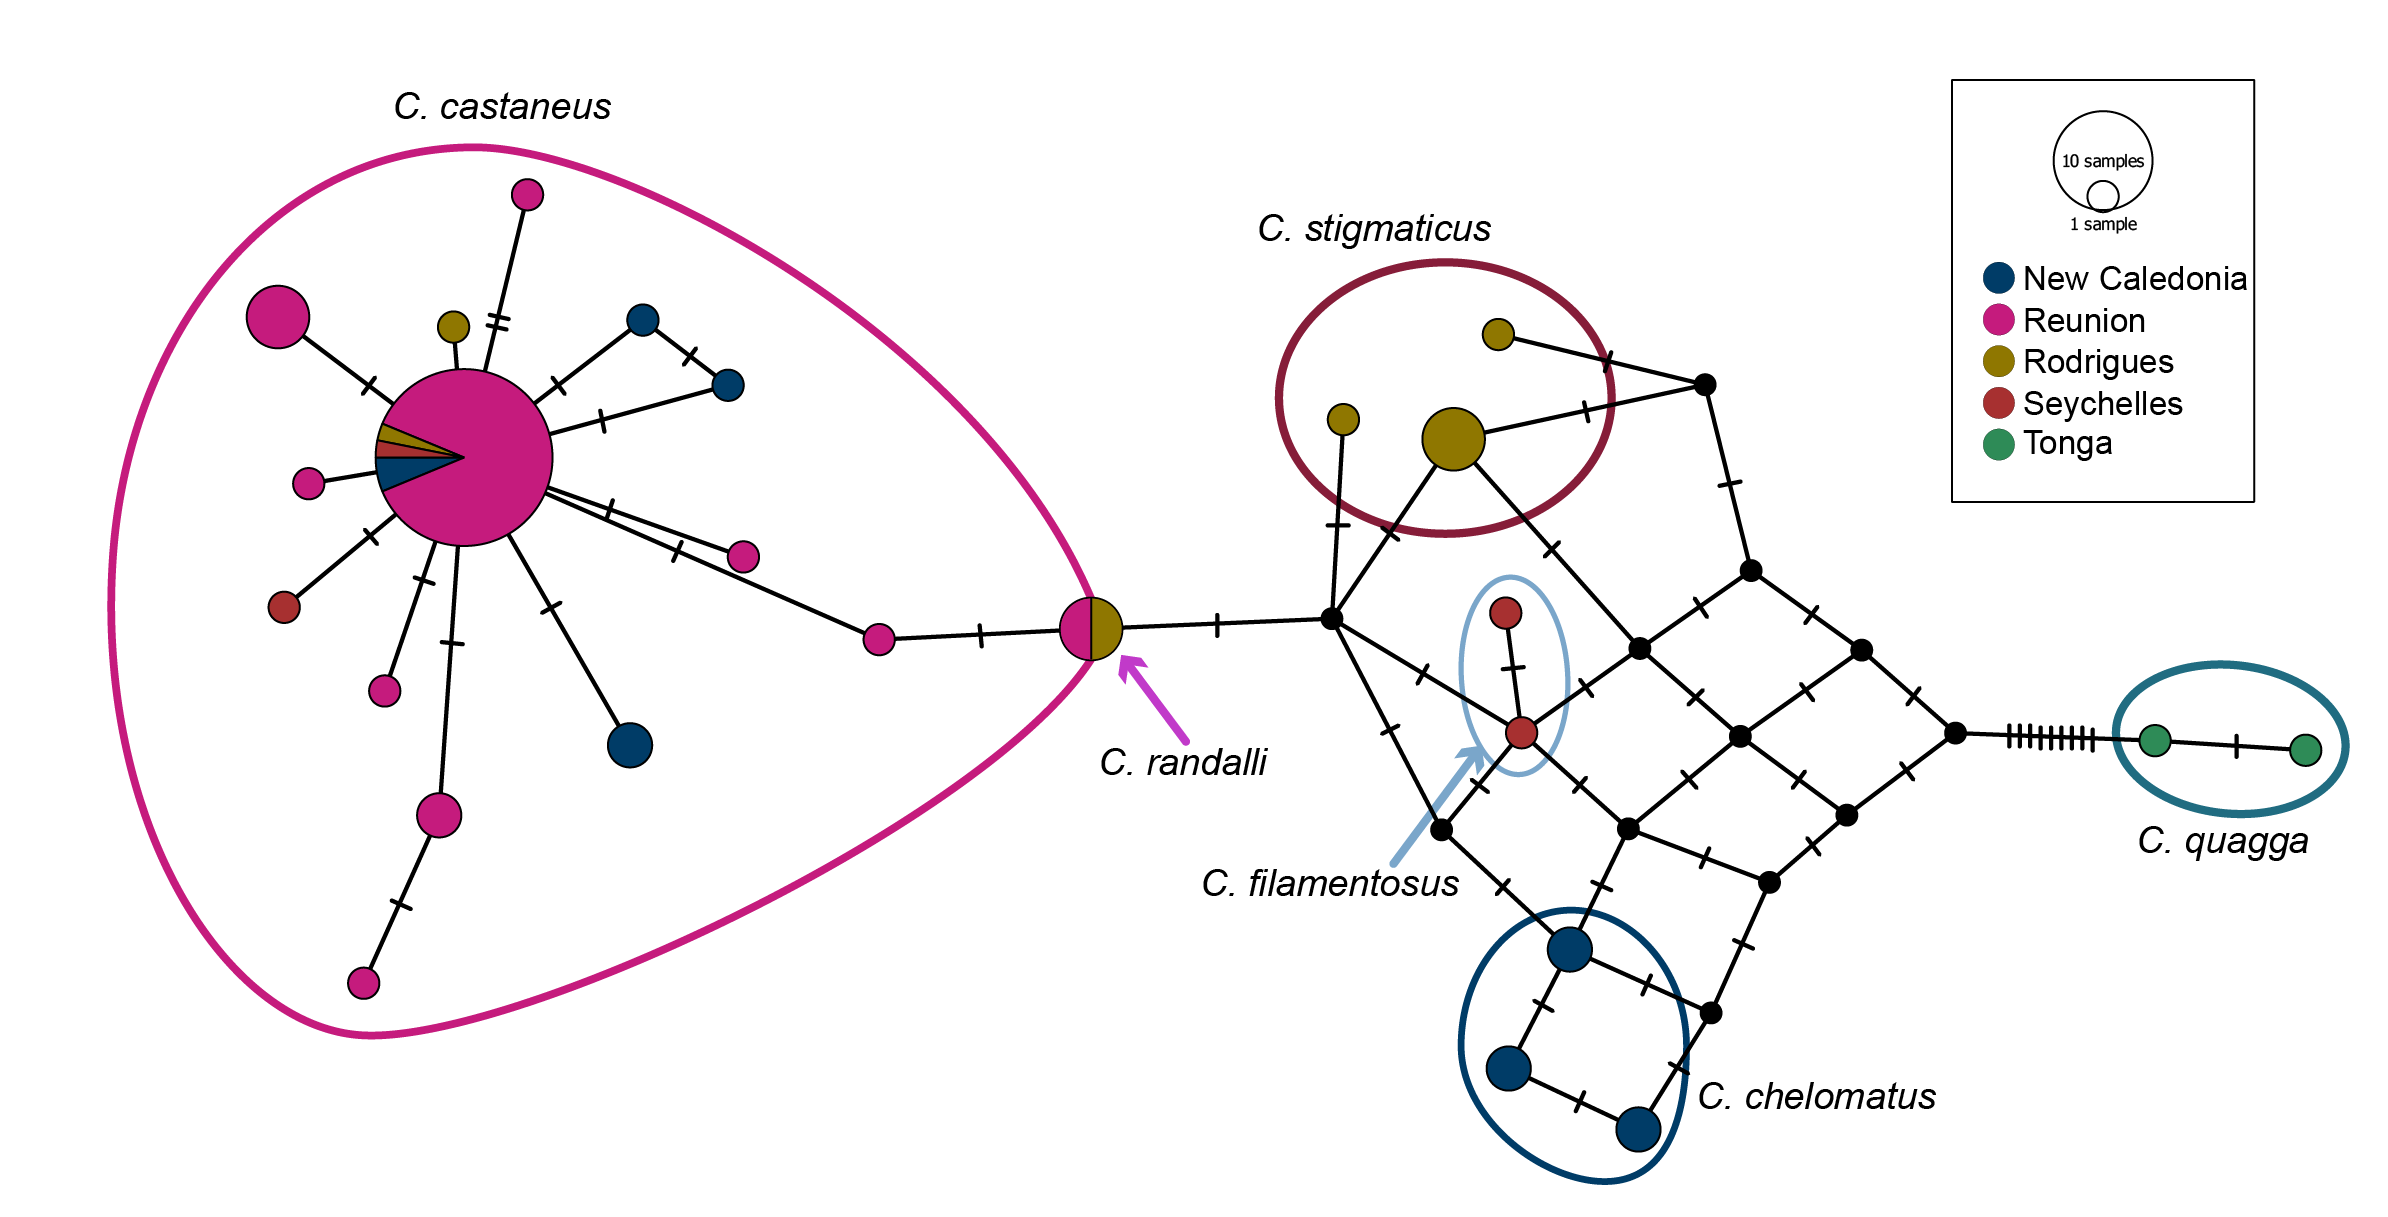 C. castaneus
C. stigmaticus
10 samples
1 sample
New Caledonia
Reunion
Rodrigues
Seychelles
Tonga
C. randalli
C. quagga
C. filamentosus
C. chelomatus